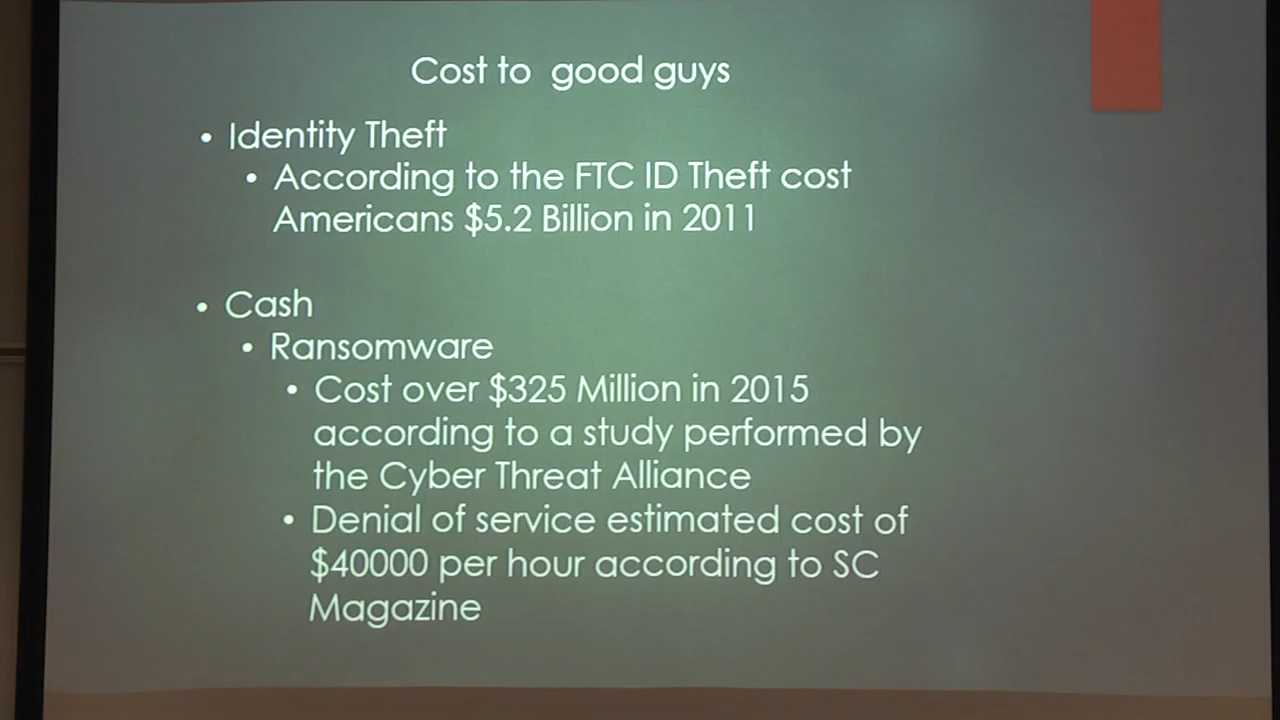 Cost to good guys
• Identity Theft
• According to the FTC ID Theft cost
Americans $5.2 Billion in 2011
• Cash
• Ransomware
• Cost over $325 Million in 2015
according to a study performed by
the Cyber Threat Alliance
• Denial of service estimated cost of
$40000 per hour according to SC
Magazine